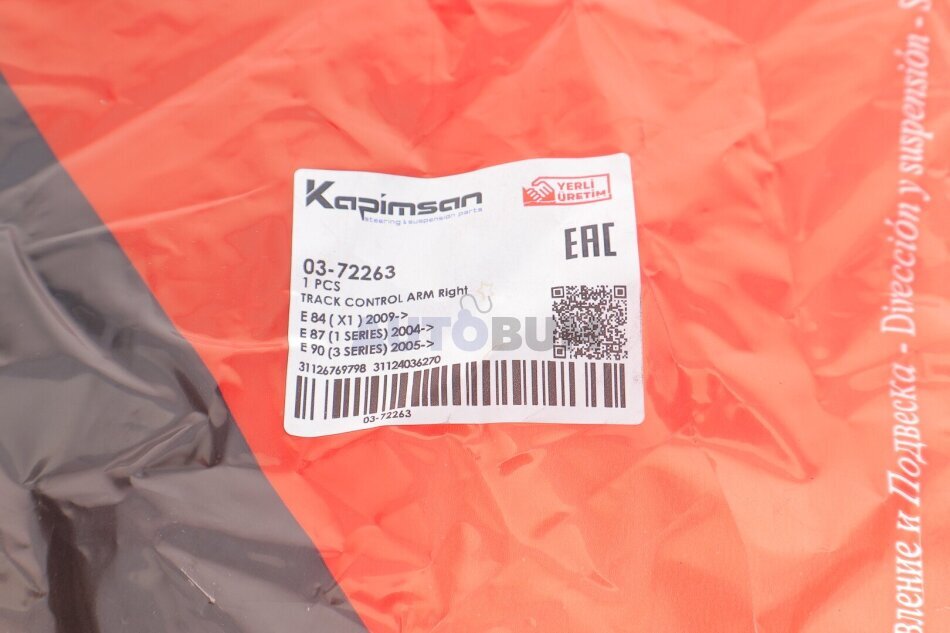 Kapimsan
steering & suspension parts
YERLİ
ÜRETİM
EAC
03-72263
1 PCS
TRACK CONTROL ARM Right
E 84 ( X1 ) 2009->
E 87 (1 SERIES) 2004->
E 90 (3 SERIES) 2005->
31126769798 31124036270
03-72263
вление и Подвеска - Dirección y suspensión - S